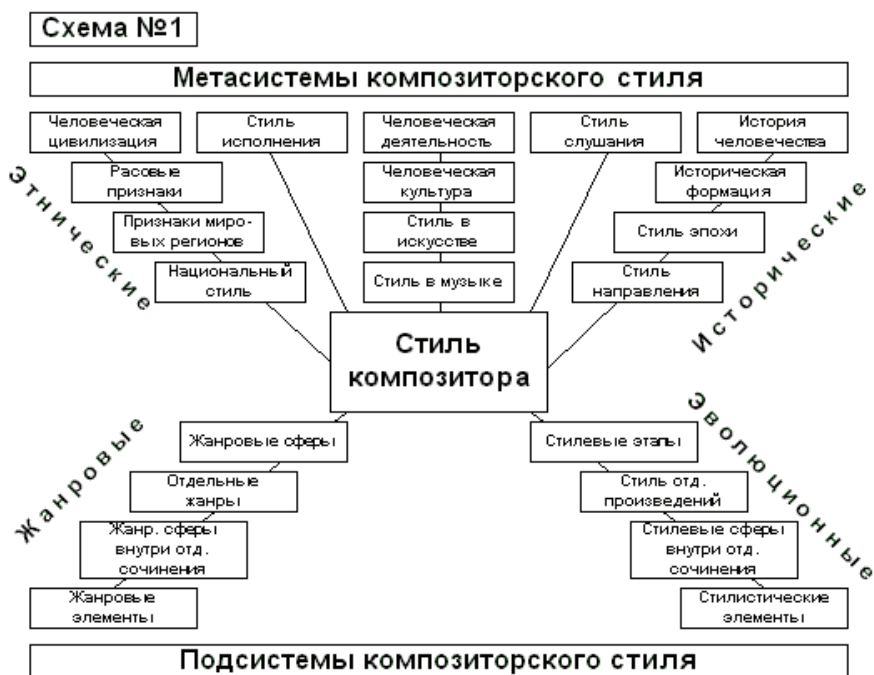 Схема №1
Метасистемы композиторского стиля
Человеческая
цивилизация
Стиль
исполнения
Человеческая
деятельность
Стиль
слушания
История
человечества
Этнические
Расовые
признаки
Человеческая
культура
Историческая
формация
Исторические
Признаки миро-
вых регионов
Стиль в
искусстве
Стиль эпохи
Национальный
стиль
Стиль в музыке
Стиль
направления
Стиль
композитора
Жанровые
Жанровые сферы
Стилевые этапы
Эволюционные
Отдельные
жанры
Стиль отд.
произведений
Жанр. сферы
внутри отд.
сочинения
Стилевые сферы
внутри отд.
сочинения
Жанровые
элементы
Стилистические
элементы
Подсистемы композиторского стиля